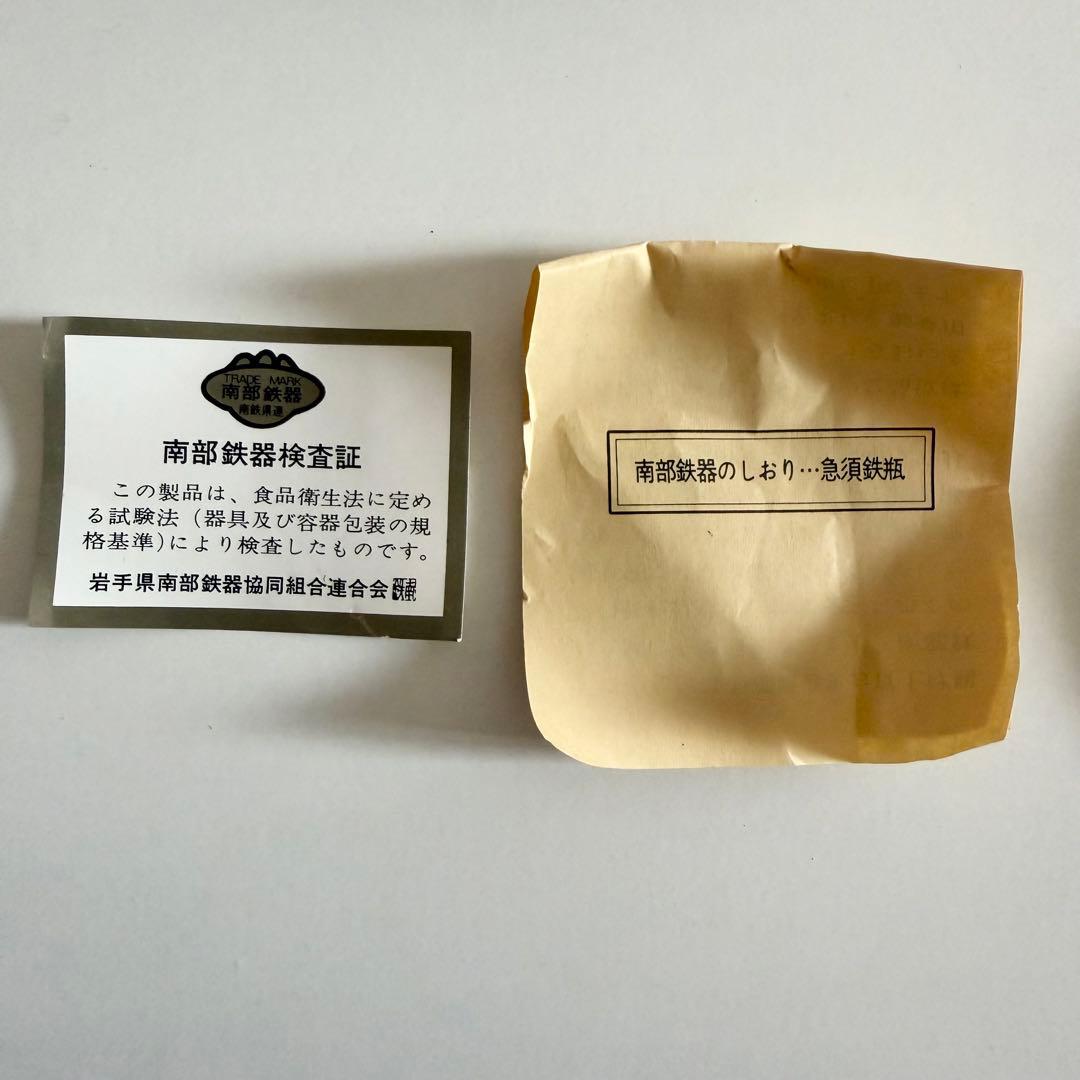 TRADE MARK
南部鉄器
南鉄県連
南部鉄器検査証
この製品は、食品衛生法に定め
る試験法（器具及び容器包装の規
格基準)により検査したものです。
岩手県南部鉄器協同組合連合会
南部鉄器のしおり…急須鉄瓶